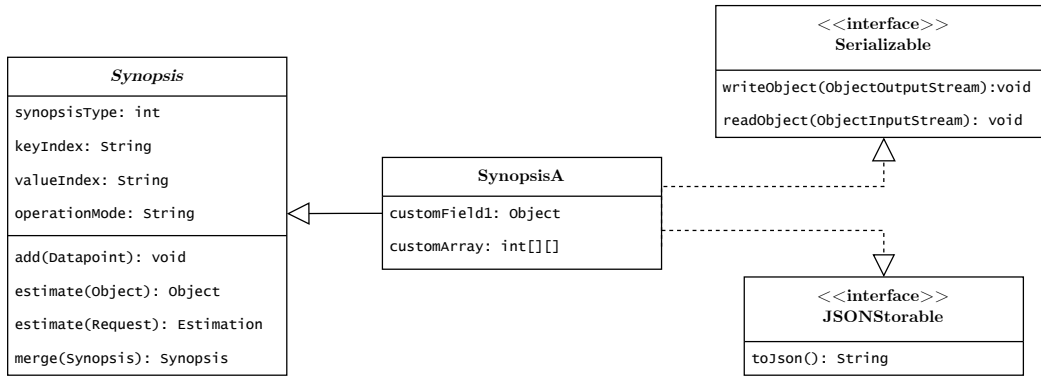 Synopsis
synopsisType: int
keyIndex: String
valueIndex: String
operationMode: String
add(Datapoint): void
estimate(Object): Object
estimate(Request): Estimation
merge(Synopsis): Synopsis
SynopsisA
customField1: Object
customArray: int[][]
<<interface>>
Serializable
writeObject(ObjectOutputStream):void
readObject(ObjectInputStream): void
<<interface>>
JSONStorable
toJson(): String